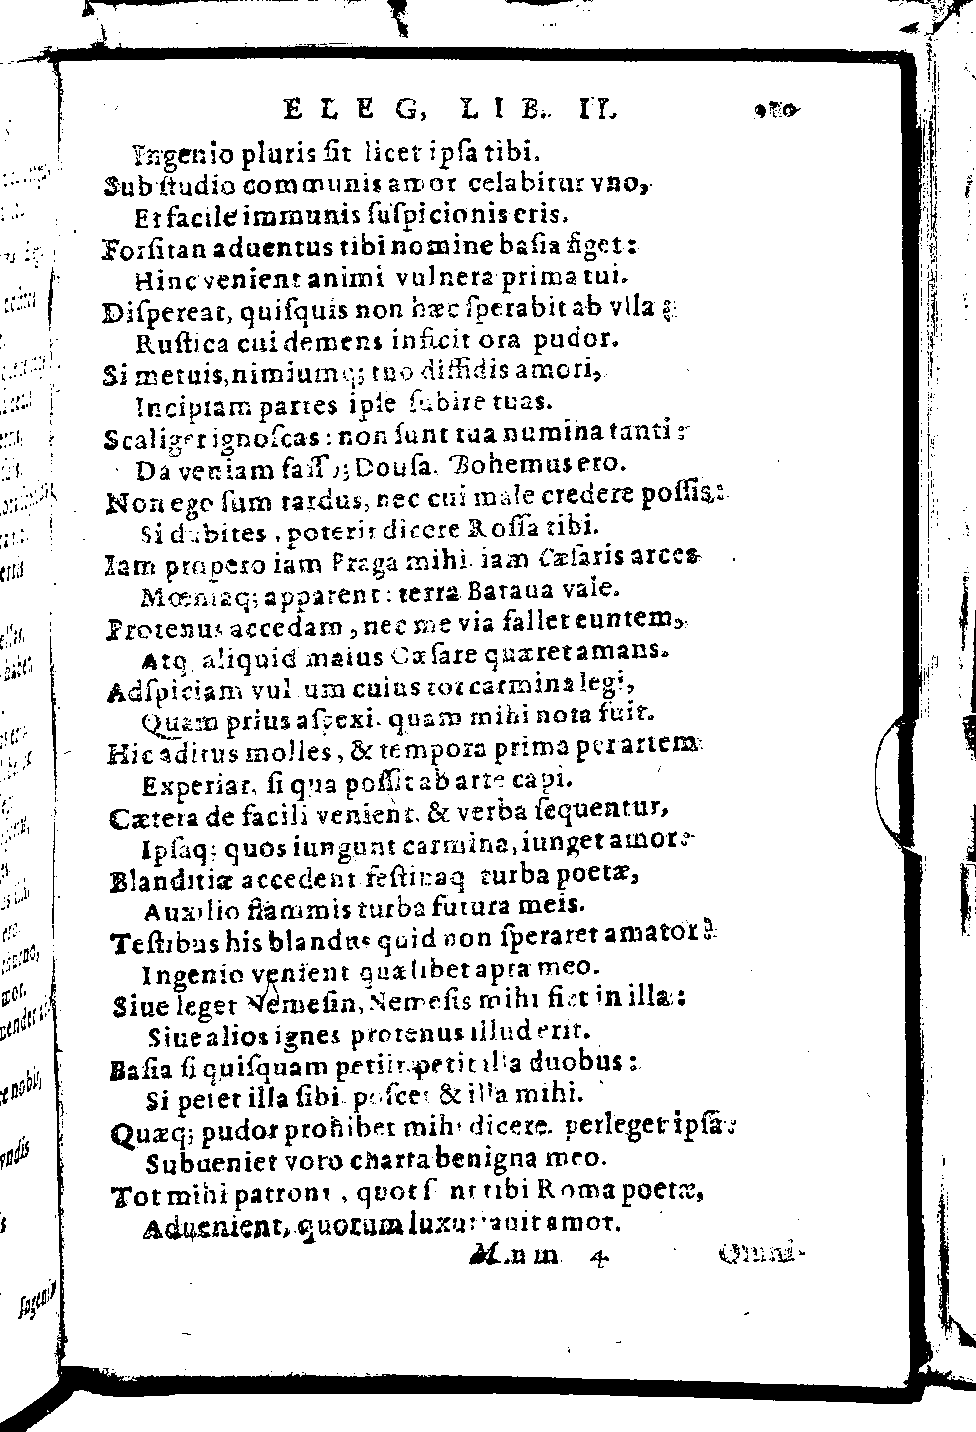 ELEG, LIB. II.
Ingenio pluris ſit licet ipſa tibi.
Sub ſtudio communis amor celabitur vno,
Et facile immunis ſuſpicionis eris.
Forſitan aduentus tibi nomine baſia figet:
Hinc venient animi vulnera prima tui.
Diſpereat, quiſquis non hæc ſperabit ab vlla:
Ruſtica cui demens inficit ora pudor.
Si metuis, nimiumq; tuo diffidis amori,
Incipiam partes ipſe ſubire tuas.
Scaliger ignoſcas: non ſunt tua numina tanti:
Da veniam faſſo; Douſa. Bohemus ero.
Non ego ſum tardus, nec cui male credere poſſis:
Si dubites, poterit dicere Roſſa tibi.
Iam propero iam Praga mihi. iam Cæſaris arces
Mœniaq; apparent: terra Bataua vale.
Protenus accedam, nec me via fallet euntem,
Atq aliquid maius Cæſare quæret amans.
Adſpiciam vultum cuius tot carmina legi,
Quam prius aſpexi. quam mihi nota fuit.
Hic aditus molles, & tempora prima per artem
Experiar, ſi qua poſſit ab arte capi.
Cætera de facili venient. & verba ſequentur,
Ipſaq; quos iungunt carmina, iunget amor:
Blanditiæ accedent feſtinaq turba poetæ,
Auxilio flammis turba futura meis.
Teſtibus his blandus quid non ſperaret amator?
Ingenio venient quælibet apta meo.
Siue leget Nemeſin, Nemeſis mihi fiet in illa:
Siue alios ignes protenus illud erit.
Baſia ſi quiſquam petiit. petit illa duobus:
Si petet illa ſibi. poſcet & illa mihi.
Quæq; pudor prohibet mihi dicere. perleget ipſa:
Subueniet voto charta benigna meo.
Tot mihi patroni, quot ſunt tibi Roma poetæ,
Aduenient, quorum luxuriauit amor.
M.nm 4 Omni-